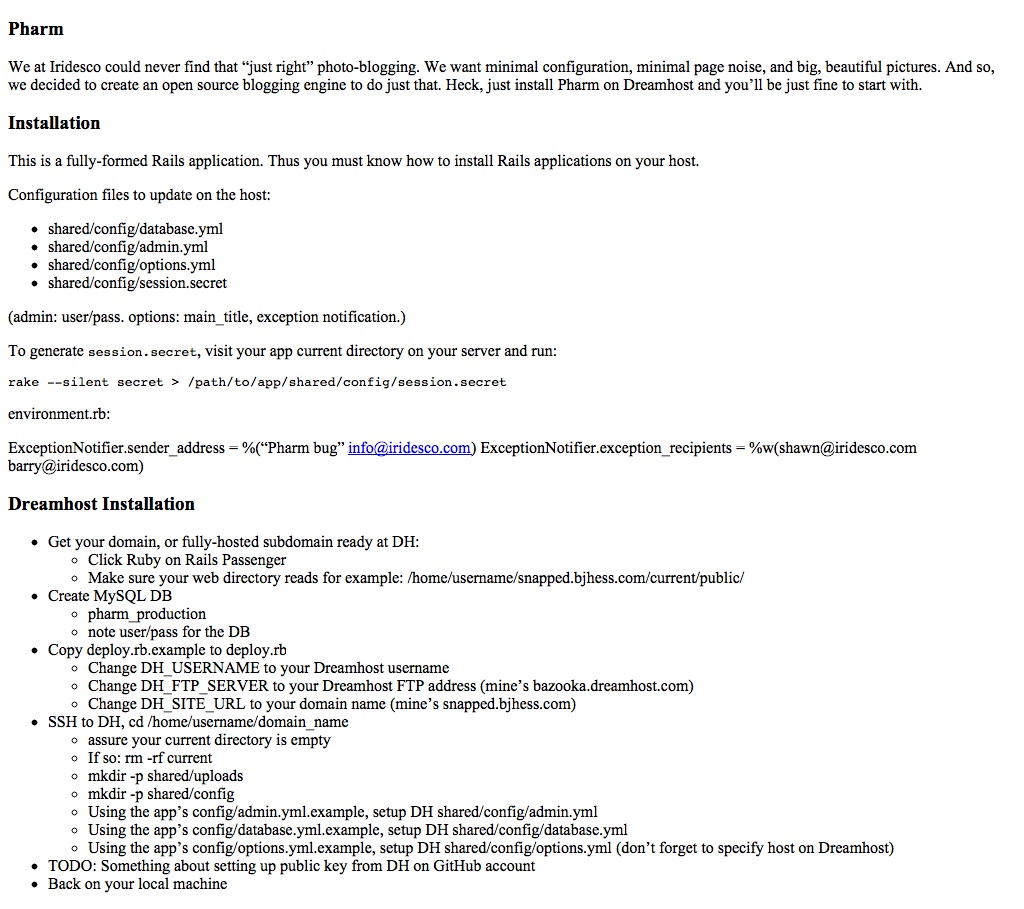 Pharm
We at Iridesco could never find that “just right” photo-blogging. We want minimal configuration, minimal page noise, and big, beautiful pictures. And so,
we decided to create an open source blogging engine to do just that. Heck, just install Pharm on Dreamhost and you’ll be just fine to start with.
Installation
This is a fully-formed Rails application. Thus you must know how to install Rails applications on your host.
Configuration files to update on the host:
• shared/config/database.yml
• shared/config/admin.yml
• shared/config/options.yml
• shared/config/session.secret
(admin: user/pass. options: main_title, exception notification.)
To generate session.secret, visit your app current directory on your server and run:
rake --silent secret > /path/to/app/shared/config/session.secret
environment.rb:
ExceptionNotifier.sender_address = %(“Pharm bug” info@iridesco.com) ExceptionNotifier.exception_recipients = %w(shawn@iridesco.com
barry@iridesco.com)
Dreamhost Installation
• Get your domain, or fully-hosted subdomain ready at DH:
◦ Click Ruby on Rails Passenger
◦ Make sure your web directory reads for example: /home/username/snapped.bjhess.com/current/public/
• Create MySQL DB
◦ pharm_production
◦ note user/pass for the DB
• Copy deploy.rb.example to deploy.rb
◦ Change DH_USERNAME to your Dreamhost username
◦ Change DH_FTP_SERVER to your Dreamhost FTP address (mine’s bazooka.dreamhost.com)
◦ Change DH_SITE_URL to your domain name (mine’s snapped.bjhess.com)
• SSH to DH, cd /home/username/domain_name
◦ assure your current directory is empty
◦ If so: rm -rf current
◦ mkdir -p shared/uploads
◦ mkdir -p shared/config
◦ Using the app’s config/admin.yml.example, setup DH shared/config/admin.yml
◦ Using the app’s config/database.yml.example, setup DH shared/config/database.yml
◦ Using the app’s config/options.yml.example, setup DH shared/config/options.yml (don’t forget to specify host on Dreamhost)
• TODO: Something about setting up public key from DH on GitHub account
• Back on your local machine